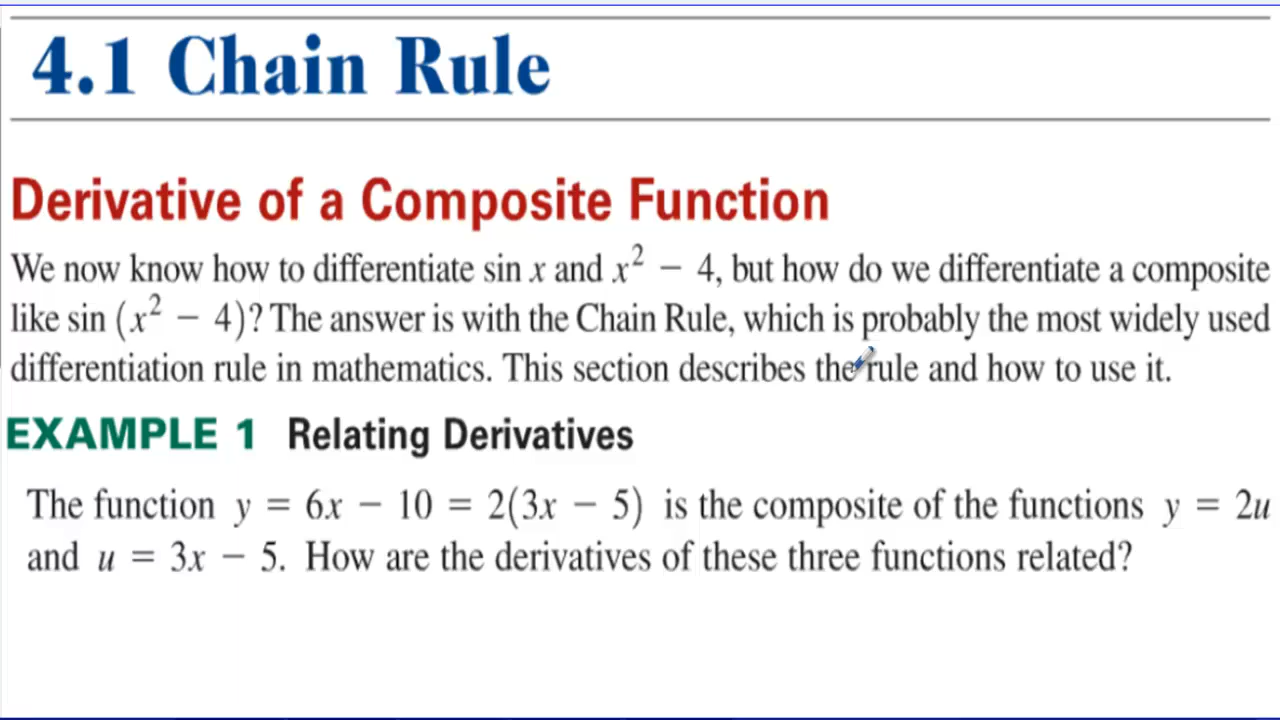 4.1 Chain Rule
Derivative of a Composite Function
We now know how to differentiate sin x and x² − 4, but how do we differentiate a composite
like sin (x² − 4)? The answer is with the Chain Rule, which is probably the most widely used
differentiation rule in mathematics. This section describes the rule and how to use it.
EXAMPLE 1 Relating Derivatives
The function y = 6x − 10 = 2(3x − 5) is the composite of the functions y = 2u
and u = 3x − 5. How are the derivatives of these three functions related?